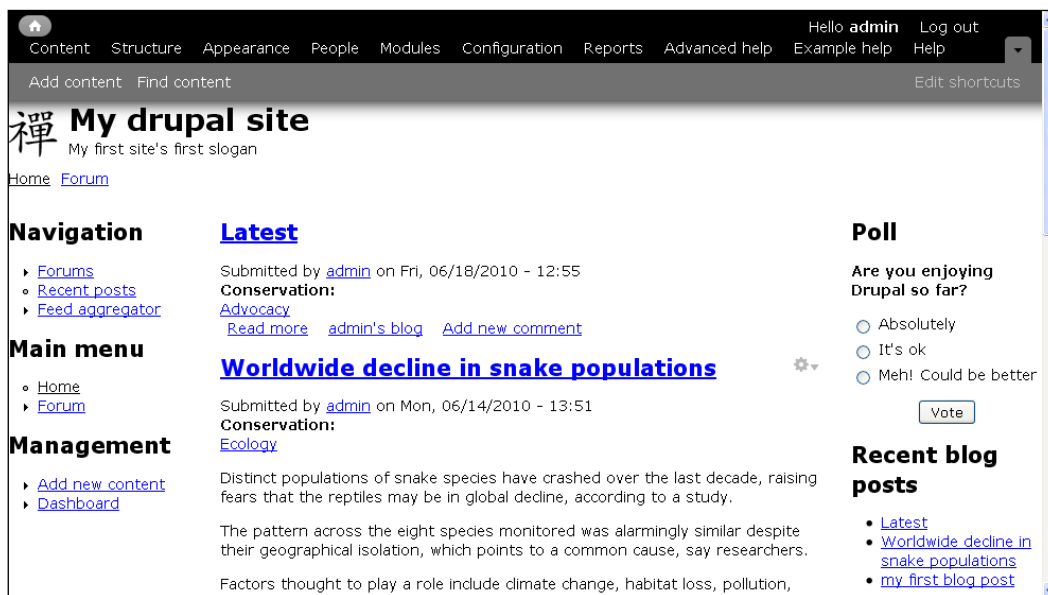 Hello admin Log out
Content Structure Appearance People Modules Configuration Reports Advanced help Example help Help
Add content Find content Edit shortcuts
禪 My drupal site
My first site's first slogan
Home Forum
Navigation
Forums
Recent posts
Feed aggregator
Main menu
Home
Forum
Management
Add new content
Dashboard
Latest
Submitted by admin on Fri, 06/18/2010 - 12:55
Conservation:
Advocacy
Read more admin's blog Add new comment
Worldwide decline in snake populations
Submitted by admin on Mon, 06/14/2010 - 13:51
Conservation:
Ecology
Distinct populations of snake species have crashed over the last decade, raising
fears that the reptiles may be in global decline, according to a study.
The pattern across the eight species monitored was alarmingly similar despite
their geographical isolation, which points to a common cause, say researchers.
Factors thought to play a role include climate change, habitat loss, pollution,
Poll
Are you enjoying
Drupal so far?
Absolutely
It's ok
Meh! Could be better
Vote
Recent blog
posts
Latest
Worldwide decline in
snake populations
my first blog post